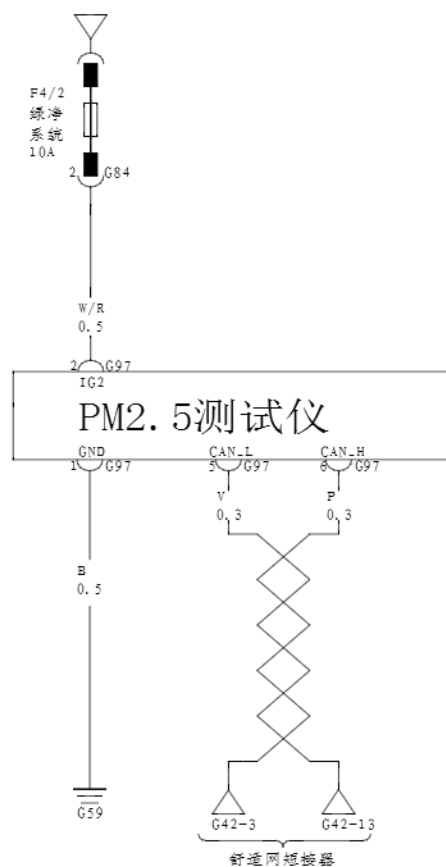 F4/2
绿净
系统
10A
2 G84
W/R
0.5
2 G97
IG2
PM2.5测试仪
GND CAN_L CAN_H
1 G97 5 G97 6 G97
V P
0.3 0.3
B
0.5
G59 G42-3 G42-13
舒适网短接器